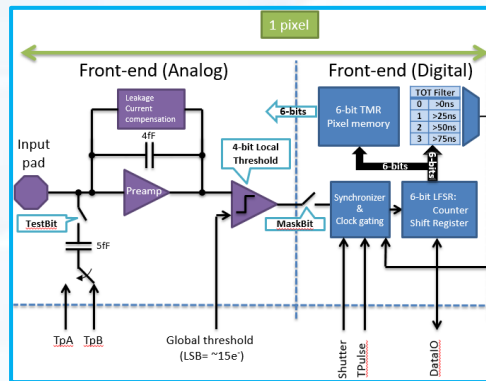 1 pixel
Front-end (Analog)
Front-end (Digital)
Leakage
Current
compensation
4fF
Input
pad
Preamp
TestBit
5fF
TpA
TpB
4-bit Local
Threshold
Global threshold
(LSB= ~15e-)
MaskBit
6-bits
6-bit TMR
Pixel memory
TOT Filter
0 >0ns
1 >25ns
2 >50ns
3 >75ns
6-bits
6-bits
Synchronizer
&
Clock gating
6-bit LFSR:
Counter
Shift Register
Shutter
TPulse
DataIO